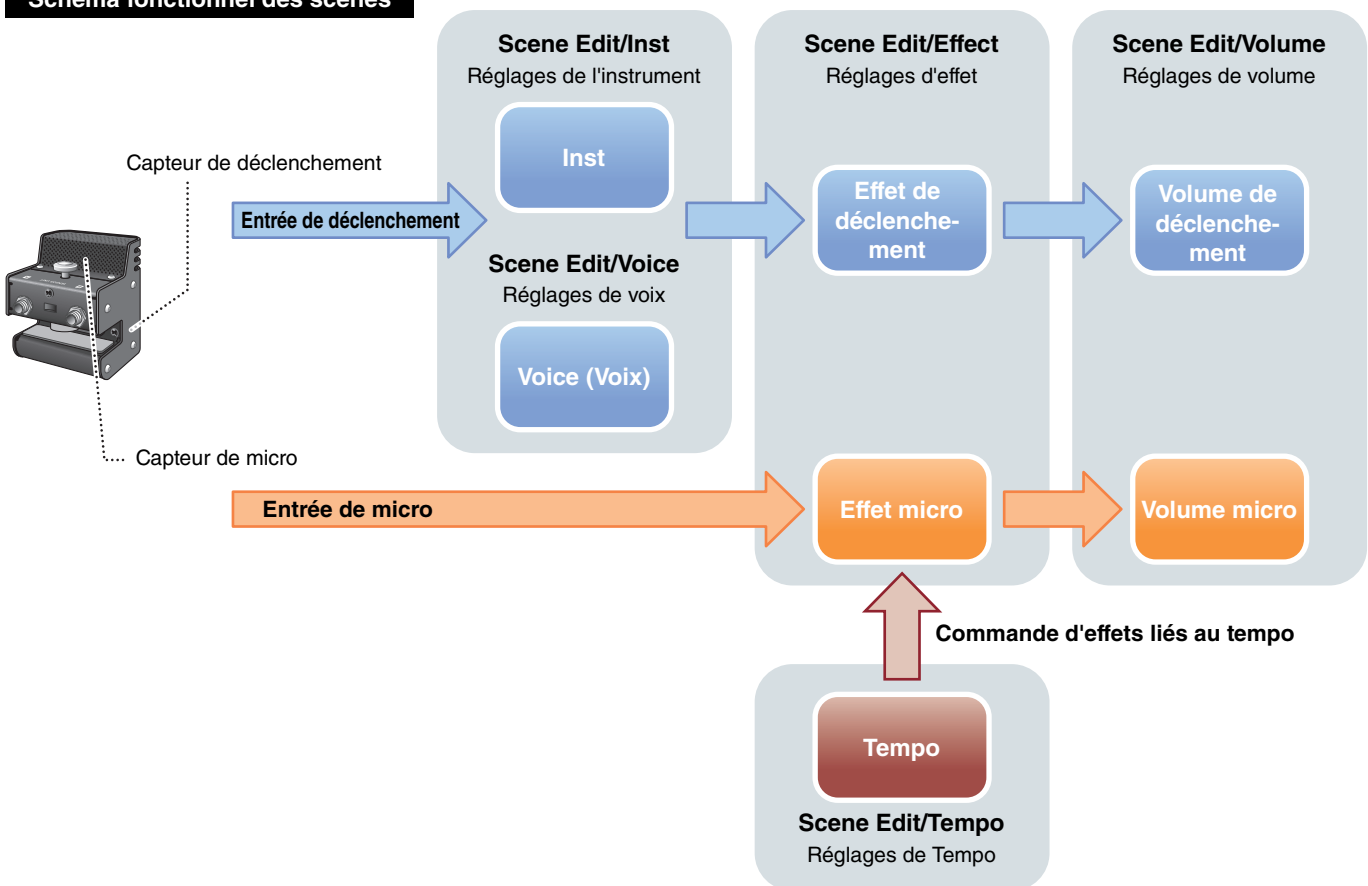 Schéma fonctionnel des scènes
Scene Edit/Inst
Réglages de l'instrument
Inst
Scene Edit/Effect
Réglages d'effet
Scene Edit/Volume
Réglages de volume
Capteur de déclenchement
Entrée de déclenchement
Effet de
déclenche-
ment
Volume de
déclenche-
ment
Scene Edit/Voice
Réglages de voix
Voice (Voix)
Capteur de micro
Entrée de micro
Effet micro
Volume micro
Commande d'effets liés au tempo
Tempo
Scene Edit/Tempo
Réglages de Tempo